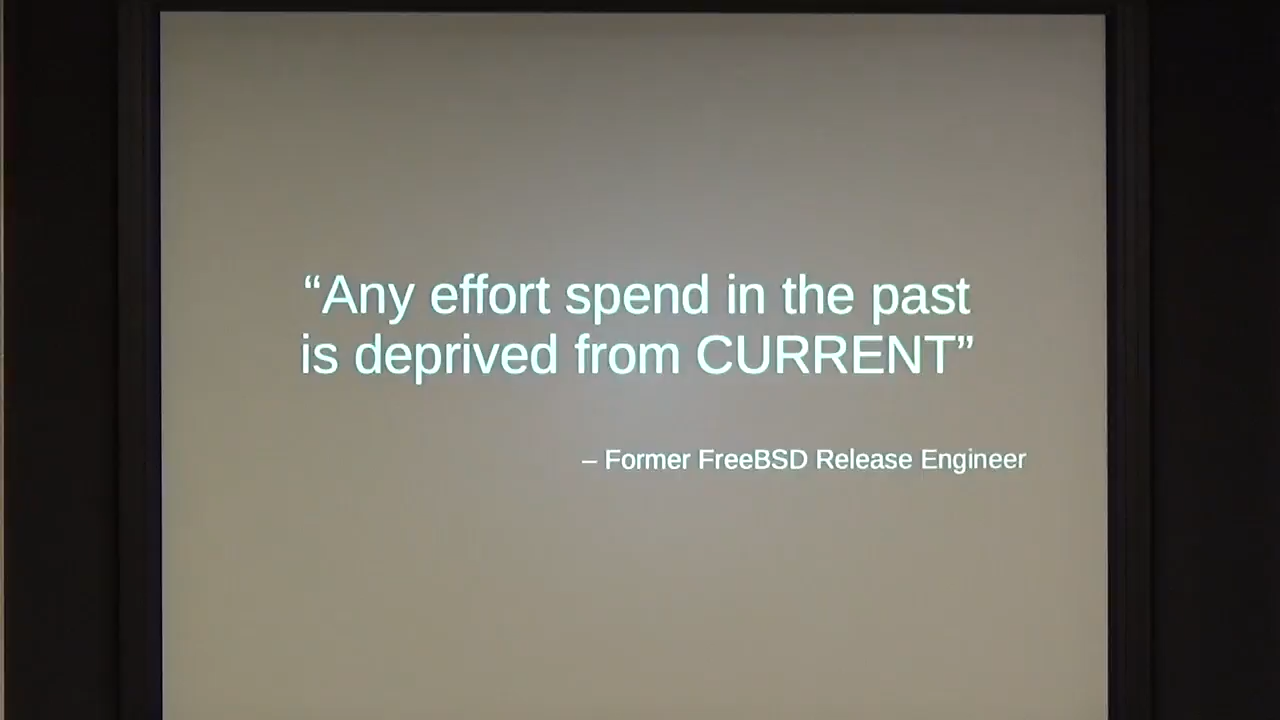 “Any effort spend in the past
is deprived from CURRENT”
– Former FreeBSD Release Engineer